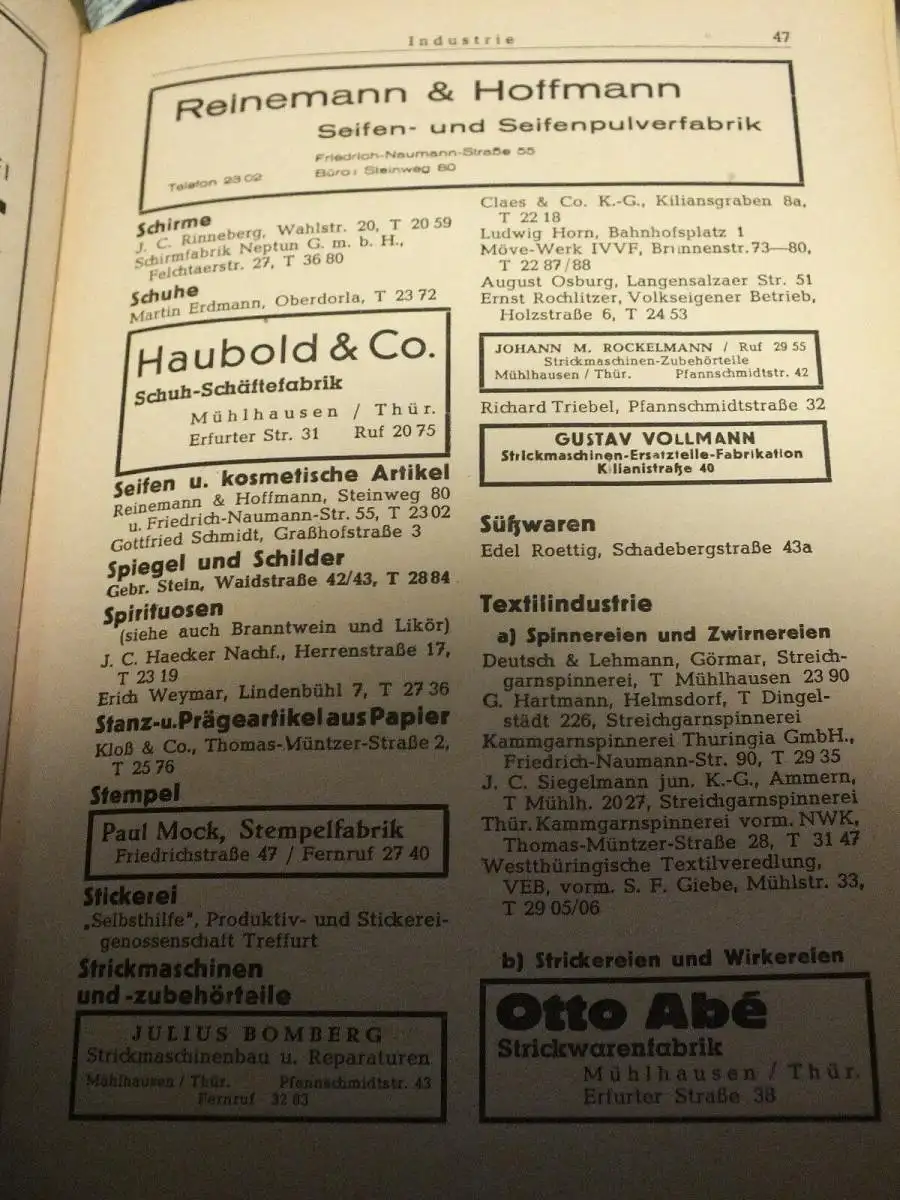 Industrie 47
Reinemann & Hoffmann
Seifen- und Seifenpulverfabrik
Friedrich-Naumann-Straße 55
Telefon 23 02 Büro: Steinweg 80
Schirme
J. C. Rinneberg, Wahlstr. 20, T 20 59
Schirmfabrik Neptun G. m. b. H.,
Felchtaerstr. 27, T 36 80
Schuhe
Martin Erdmann, Oberdorla, T 23 72
Haubold & Co.
Schuh-Schäftefabrik
Mühlhausen / Thür.
Erfurter Str. 31 Ruf 20 75
Seifen u. kosmetische Artikel
Reinemann & Hoffmann, Steinweg 80
u. Friedrich-Naumann-Str. 55, T 23 02
Gottfried Schmidt, Graßhofstraße 3
Spiegel und Schilder
Gebr. Stein, Waidstraße 42/43, T 28 84
Spirituosen
(siehe auch Branntwein und Likör)
J. C. Haecker Nachf., Herrenstraße 17,
T 23 19
Erich Weymar, Lindenbühl 7, T 27 36
Stanz-u.Prägeartikel aus Papier
Kloß & Co., Thomas-Müntzer-Straße 2,
T 25 76
Stempel
Paul Mock, Stempelfabrik
Friedrichstraße 47 / Fernruf 27 40
Stickerei
„Selbsthilfe", Produktiv- und Stickerei-
genossenschaft Treffurt
Strickmaschinen
und -zubehörteile
JULIUS BOMBERG
Strickmaschinenbau u. Reparaturen
Mühlhausen / Thür. Pfannschmidtstr. 43
Fernruf 32 83
Claes & Co. K.-G., Kiliansgraben 8a,
T 22 18
Ludwig Horn, Bahnhofsplatz 1
Möve-Werk IVVF, Brunnenstr. 73—80,
T 22 87/88
August Osburg, Langensalzaer Str. 51
Ernst Rochlitzer, Volkseigener Betrieb,
Holzstraße 6, T 24 53
JOHANN M. ROCKELMANN / Ruf 29 55
Strickmaschinen-Zubehörteile
Mühlhausen / Thür. Pfannschmidtstr. 42
Richard Triebel, Pfannschmidtstraße 32
GUSTAV VOLLMANN
Strickmaschinen-Ersatzteile-Fabrikation
Kilianistraße 40
Süßwaren
Edel Roettig, Schadebergstraße 43a
Textilindustrie
a) Spinnereien und Zwirnereien
Deutsch & Lehmann, Görmar, Streich-
garnspinnerei, T Mühlhausen 23 90
G. Hartmann, Helmsdorf, T Dingel-
städt 226, Streichgarnspinnerei
Kammgarnspinnerei Thuringia GmbH.,
Friedrich-Naumann-Str. 90, T 29 35
J. C. Siegelmann jun. K.-G., Ammern,
T Mühlh. 2027, Streichgarnspinnerei
Thür. Kammgarnspinnerei vorm. NWK,
Thomas-Müntzer-Straße 28, T 31 47
Westthüringische Textilveredlung,
VEB, vorm. S. F. Giebe, Mühlstr. 33,
T 29 05/06
b) Strickereien und Wirkereien
Otto Abé
Strickwarenfabrik
Mühlhausen / Thür.
Erfurter Straße 38